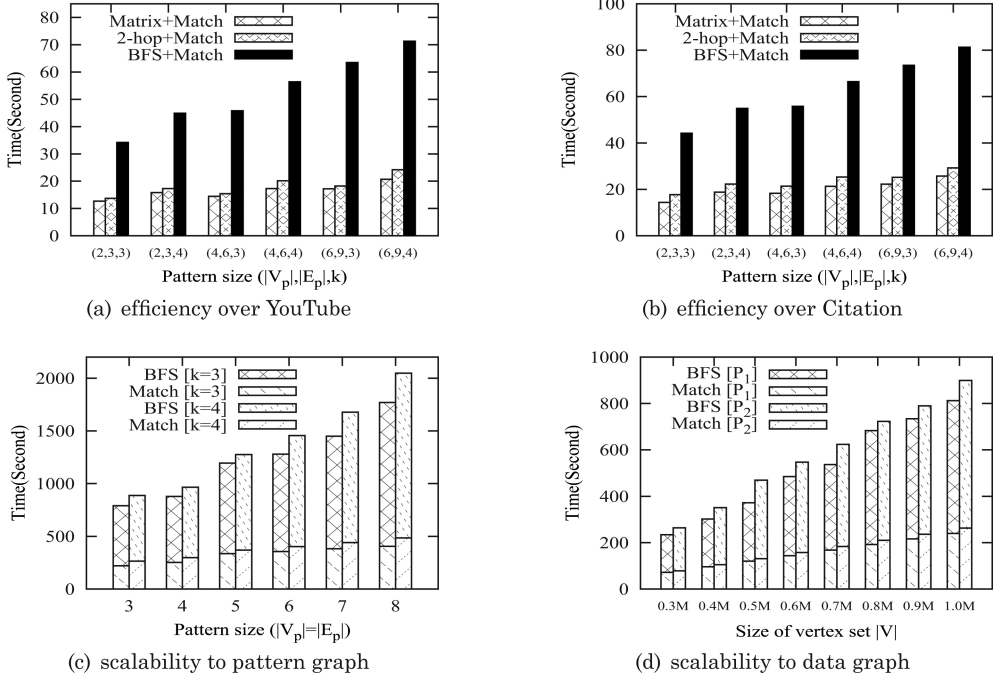 80
70
60
50
40
30
20
10
0
Time(Second)
Matrix+Match
2-hop+Match
BFS+Match
(2,3,3) (2,3,4) (4,6,3) (4,6,4) (6,9,3) (6,9,4)
Pattern size (|Vp|,|Ep|,k)
(a) efficiency over YouTube
100
80
60
40
20
0
Time(Second)
Matrix+Match
2-hop+Match
BFS+Match
(2,3,3) (2,3,4) (4,6,3) (4,6,4) (6,9,3) (6,9,4)
Pattern size (|Vp|,|Ep|,k)
(b) efficiency over Citation
2000
1500
1000
500
0
Time(Second)
BFS [k=3]
Match [k=3]
BFS [k=4]
Match [k=4]
3 4 5 6 7 8
Pattern size (|Vp|=|Ep|)
(c) scalability to pattern graph
1000
800
600
400
200
0
Time(Second)
BFS [P1]
Match [P1]
BFS [P2]
Match [P2]
0.3M 0.4M 0.5M 0.6M 0.7M 0.8M 0.9M 1.0M
Size of vertex set |V|
(d) scalability to data graph